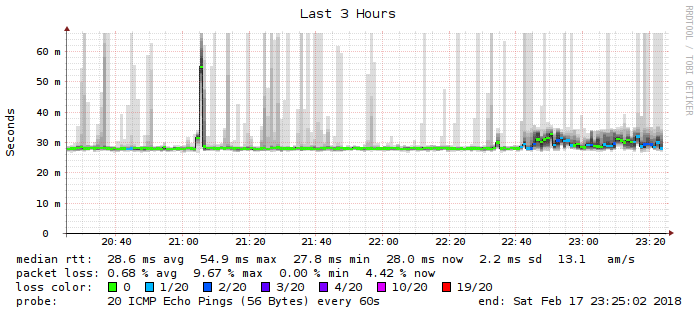 Last 3 Hours
RRDTOOL / TOBI OETIKER
Seconds
60 m
50 m
40 m
30 m
20 m
10 m
0
20:40 21:00 21:20 21:40 22:00 22:20 22:40 23:00 23:20
median rtt: 28.6 ms avg 54.9 ms max 27.8 ms min 28.0 ms now 2.2 ms sd 13.1 am/s
packet loss: 0.68 % avg 9.67 % max 0.00 % min 4.42 % now
loss color: 0 1/20 2/20 3/20 4/20 10/20 19/20
probe: 20 ICMP Echo Pings (56 Bytes) every 60s end: Sat Feb 17 23:25:02 2018